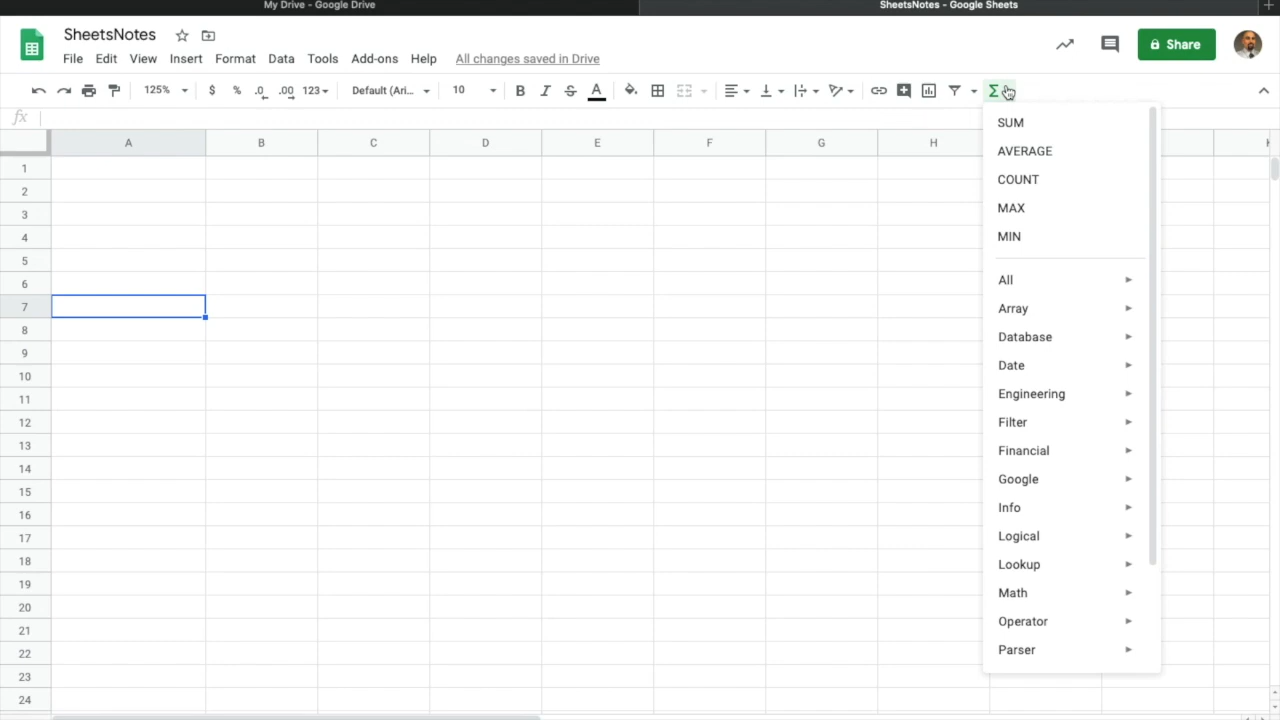 My Drive - Google Drive
SheetsNotes - Google Sheets
SheetsNotes
Share
File Edit View Insert Format Data Tools Add-ons Help All changes saved in Drive
125% $ % .0 .00 123 Default (Ari... 10 B I S A Σ
fx
A B C D E F G H K
1
2
3
4
5
6
7
8
9
10
11
12
13
14
15
16
17
18
19
20
21
22
23
24
SUM
AVERAGE
COUNT
MAX
MIN
All
Array
Database
Date
Engineering
Filter
Financial
Google
Info
Logical
Lookup
Math
Operator
Parser